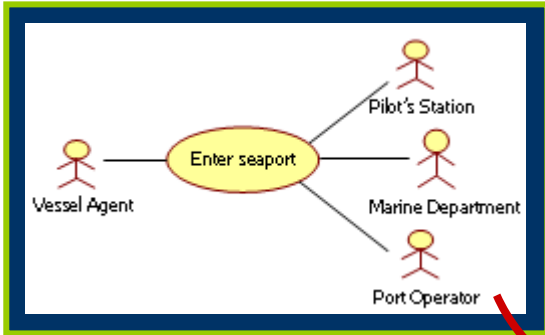 Pilot's Station
Enter seaport
Vessel Agent
Marine Department
Port Operator